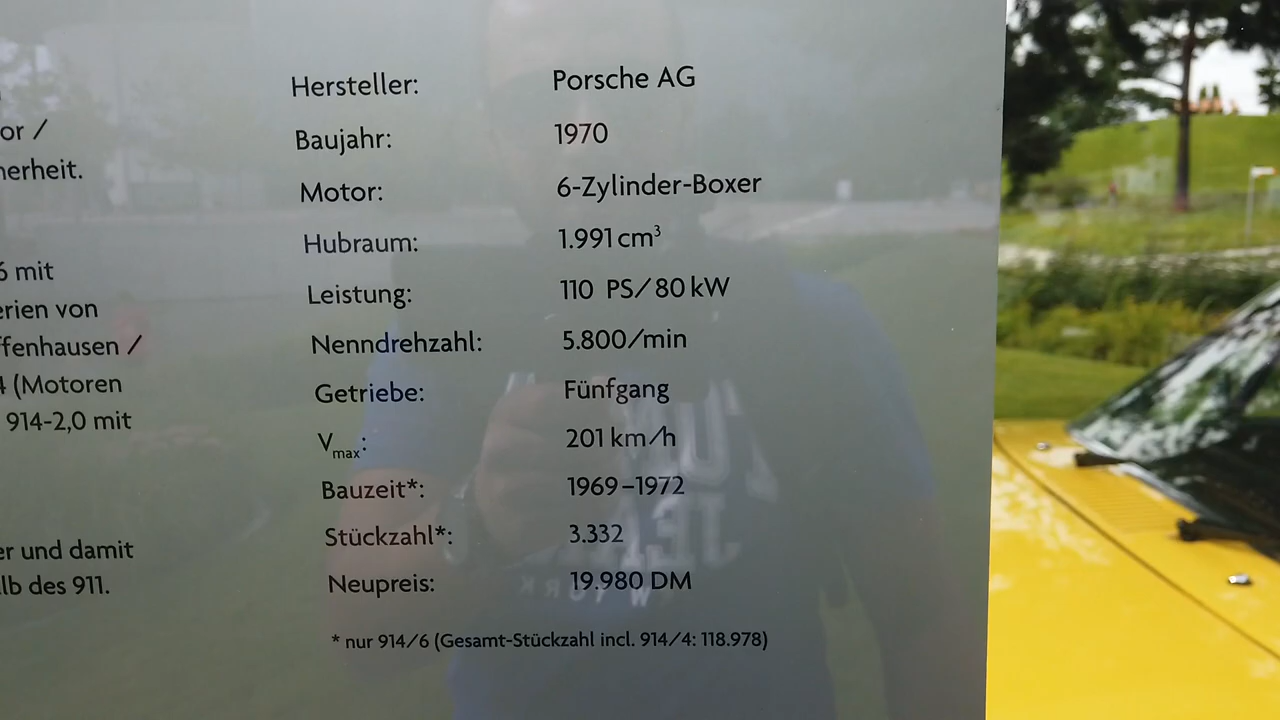 or /
herheit.
6 mit
erien von
ffenhausen /
4 (Motoren
914-2,0 mit
er und damit
lb des 911.
Hersteller: Porsche AG
Baujahr: 1970
Motor: 6-Zylinder-Boxer
Hubraum: 1.991 cm³
Leistung: 110 PS/80 kW
Nenndrehzahl: 5.800/min
Getriebe: Fünfgang
Vmax: 201 km/h
Bauzeit*: 1969–1972
Stückzahl*: 3.332
Neupreis: 19.980 DM
* nur 914/6 (Gesamt-Stückzahl incl. 914/4: 118.978)